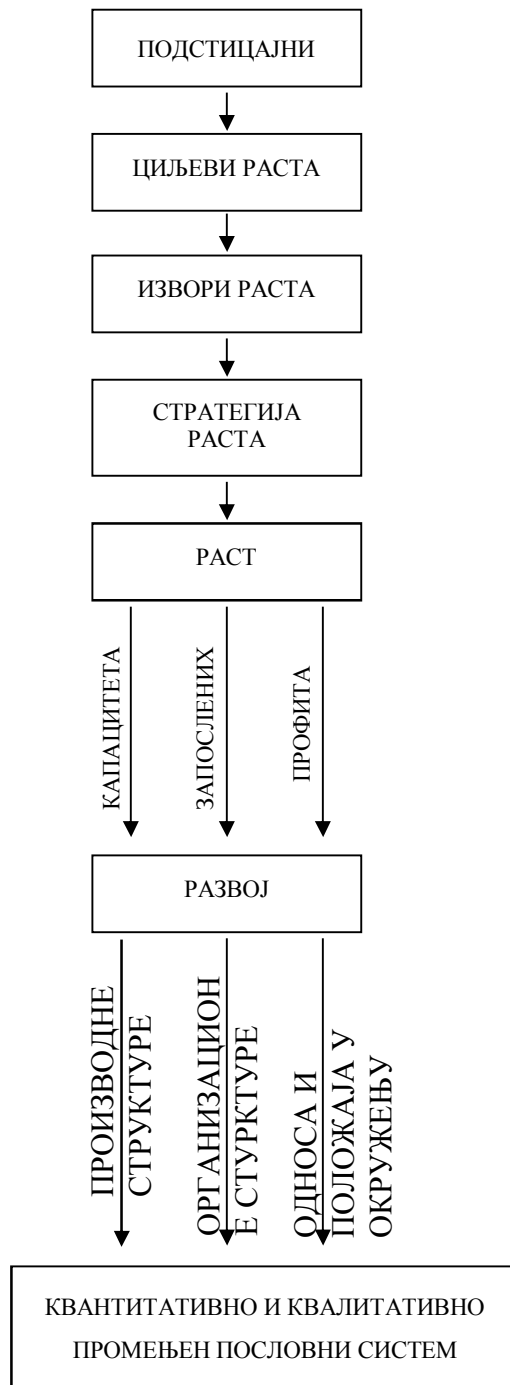 ПОДСТИЦАЈНИ
ЦИЉЕВИ РАСТА
ИЗВОРИ РАСТА
СТРАТЕГИЈА
РАСТА
РАСТ
КАПАЦИТЕТА
ЗАПОСЛЕНИХ
ПРОФИТА
РАЗВОЈ
ПРОИЗВОДНЕ
СТРУКТУРЕ
ОРГАНИЗАЦИОН
Е СТУРКТУРЕ
ОДНОСА И
ПОЛОЖАЈА У
ОКРУЖЕЊУ
КВАНТИТАТИВНО И КВАЛИТАТИВНО
ПРОМЕЊЕН ПОСЛОВНИ СИСТЕМ